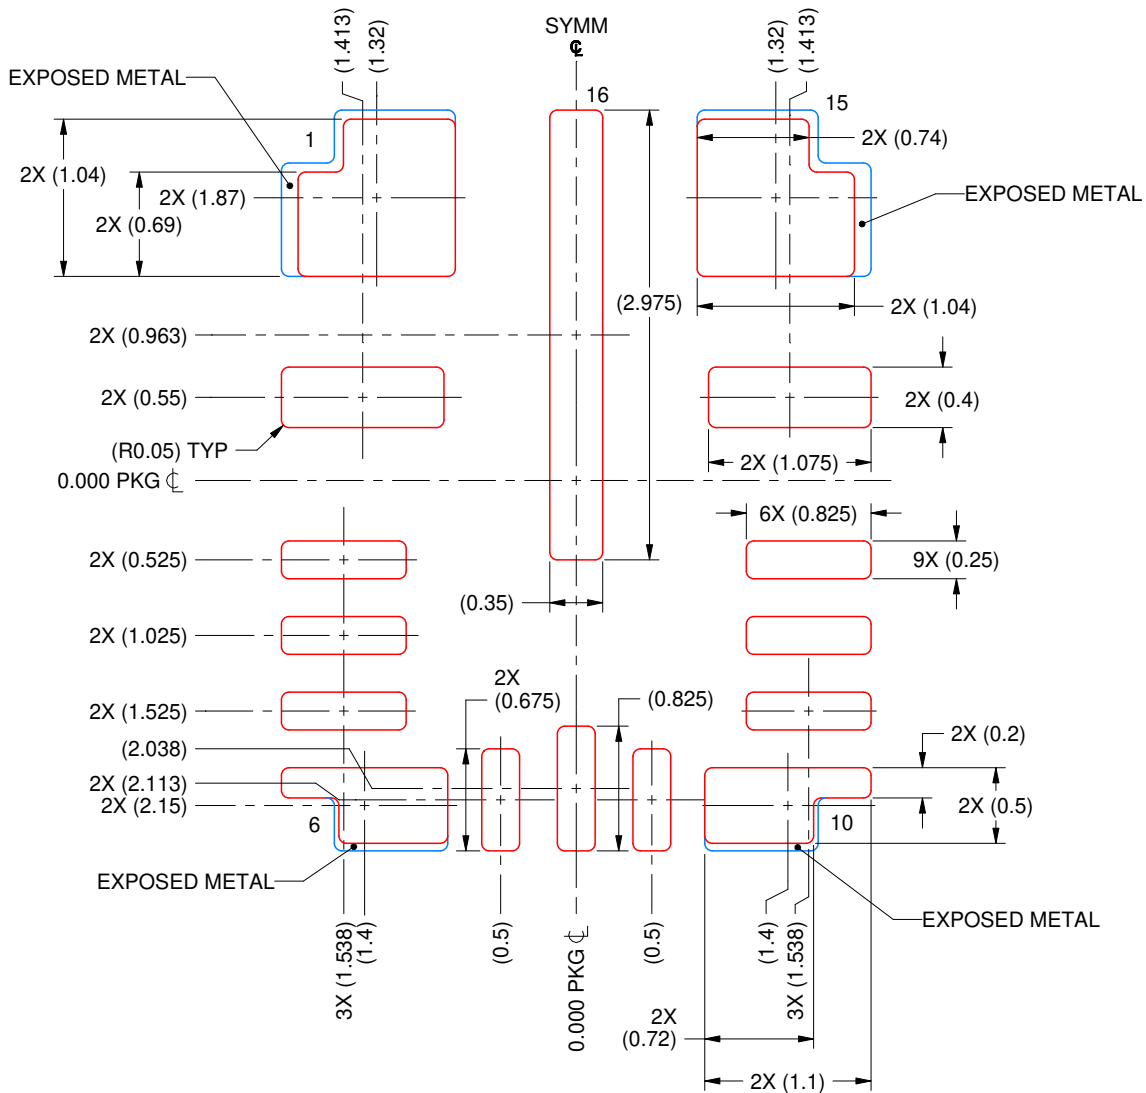 (1.413)
(1.32)
SYMM
℄
(1.32)
(1.413)
EXPOSED METAL
16
15
1
2X (0.74)
2X (1.04)
2X (1.87)
EXPOSED METAL
2X (0.69)
(2.975)
2X (1.04)
2X (0.963)
2X (0.55)
2X (0.4)
(R0.05) TYP
2X (1.075)
0.000 PKG ℄
6X (0.825)
2X (0.525)
9X (0.25)
(0.35)
2X (1.025)
2X
(0.675)
(0.825)
2X (1.525)
2X (0.2)
(2.038)
2X (2.113)
2X (2.15)
2X (0.5)
6
10
EXPOSED METAL
EXPOSED METAL
3X (1.538)
(1.4)
(0.5)
0.000 PKG ℄
(0.5)
(1.4)
3X (1.538)
2X
(0.72)
2X (1.1)